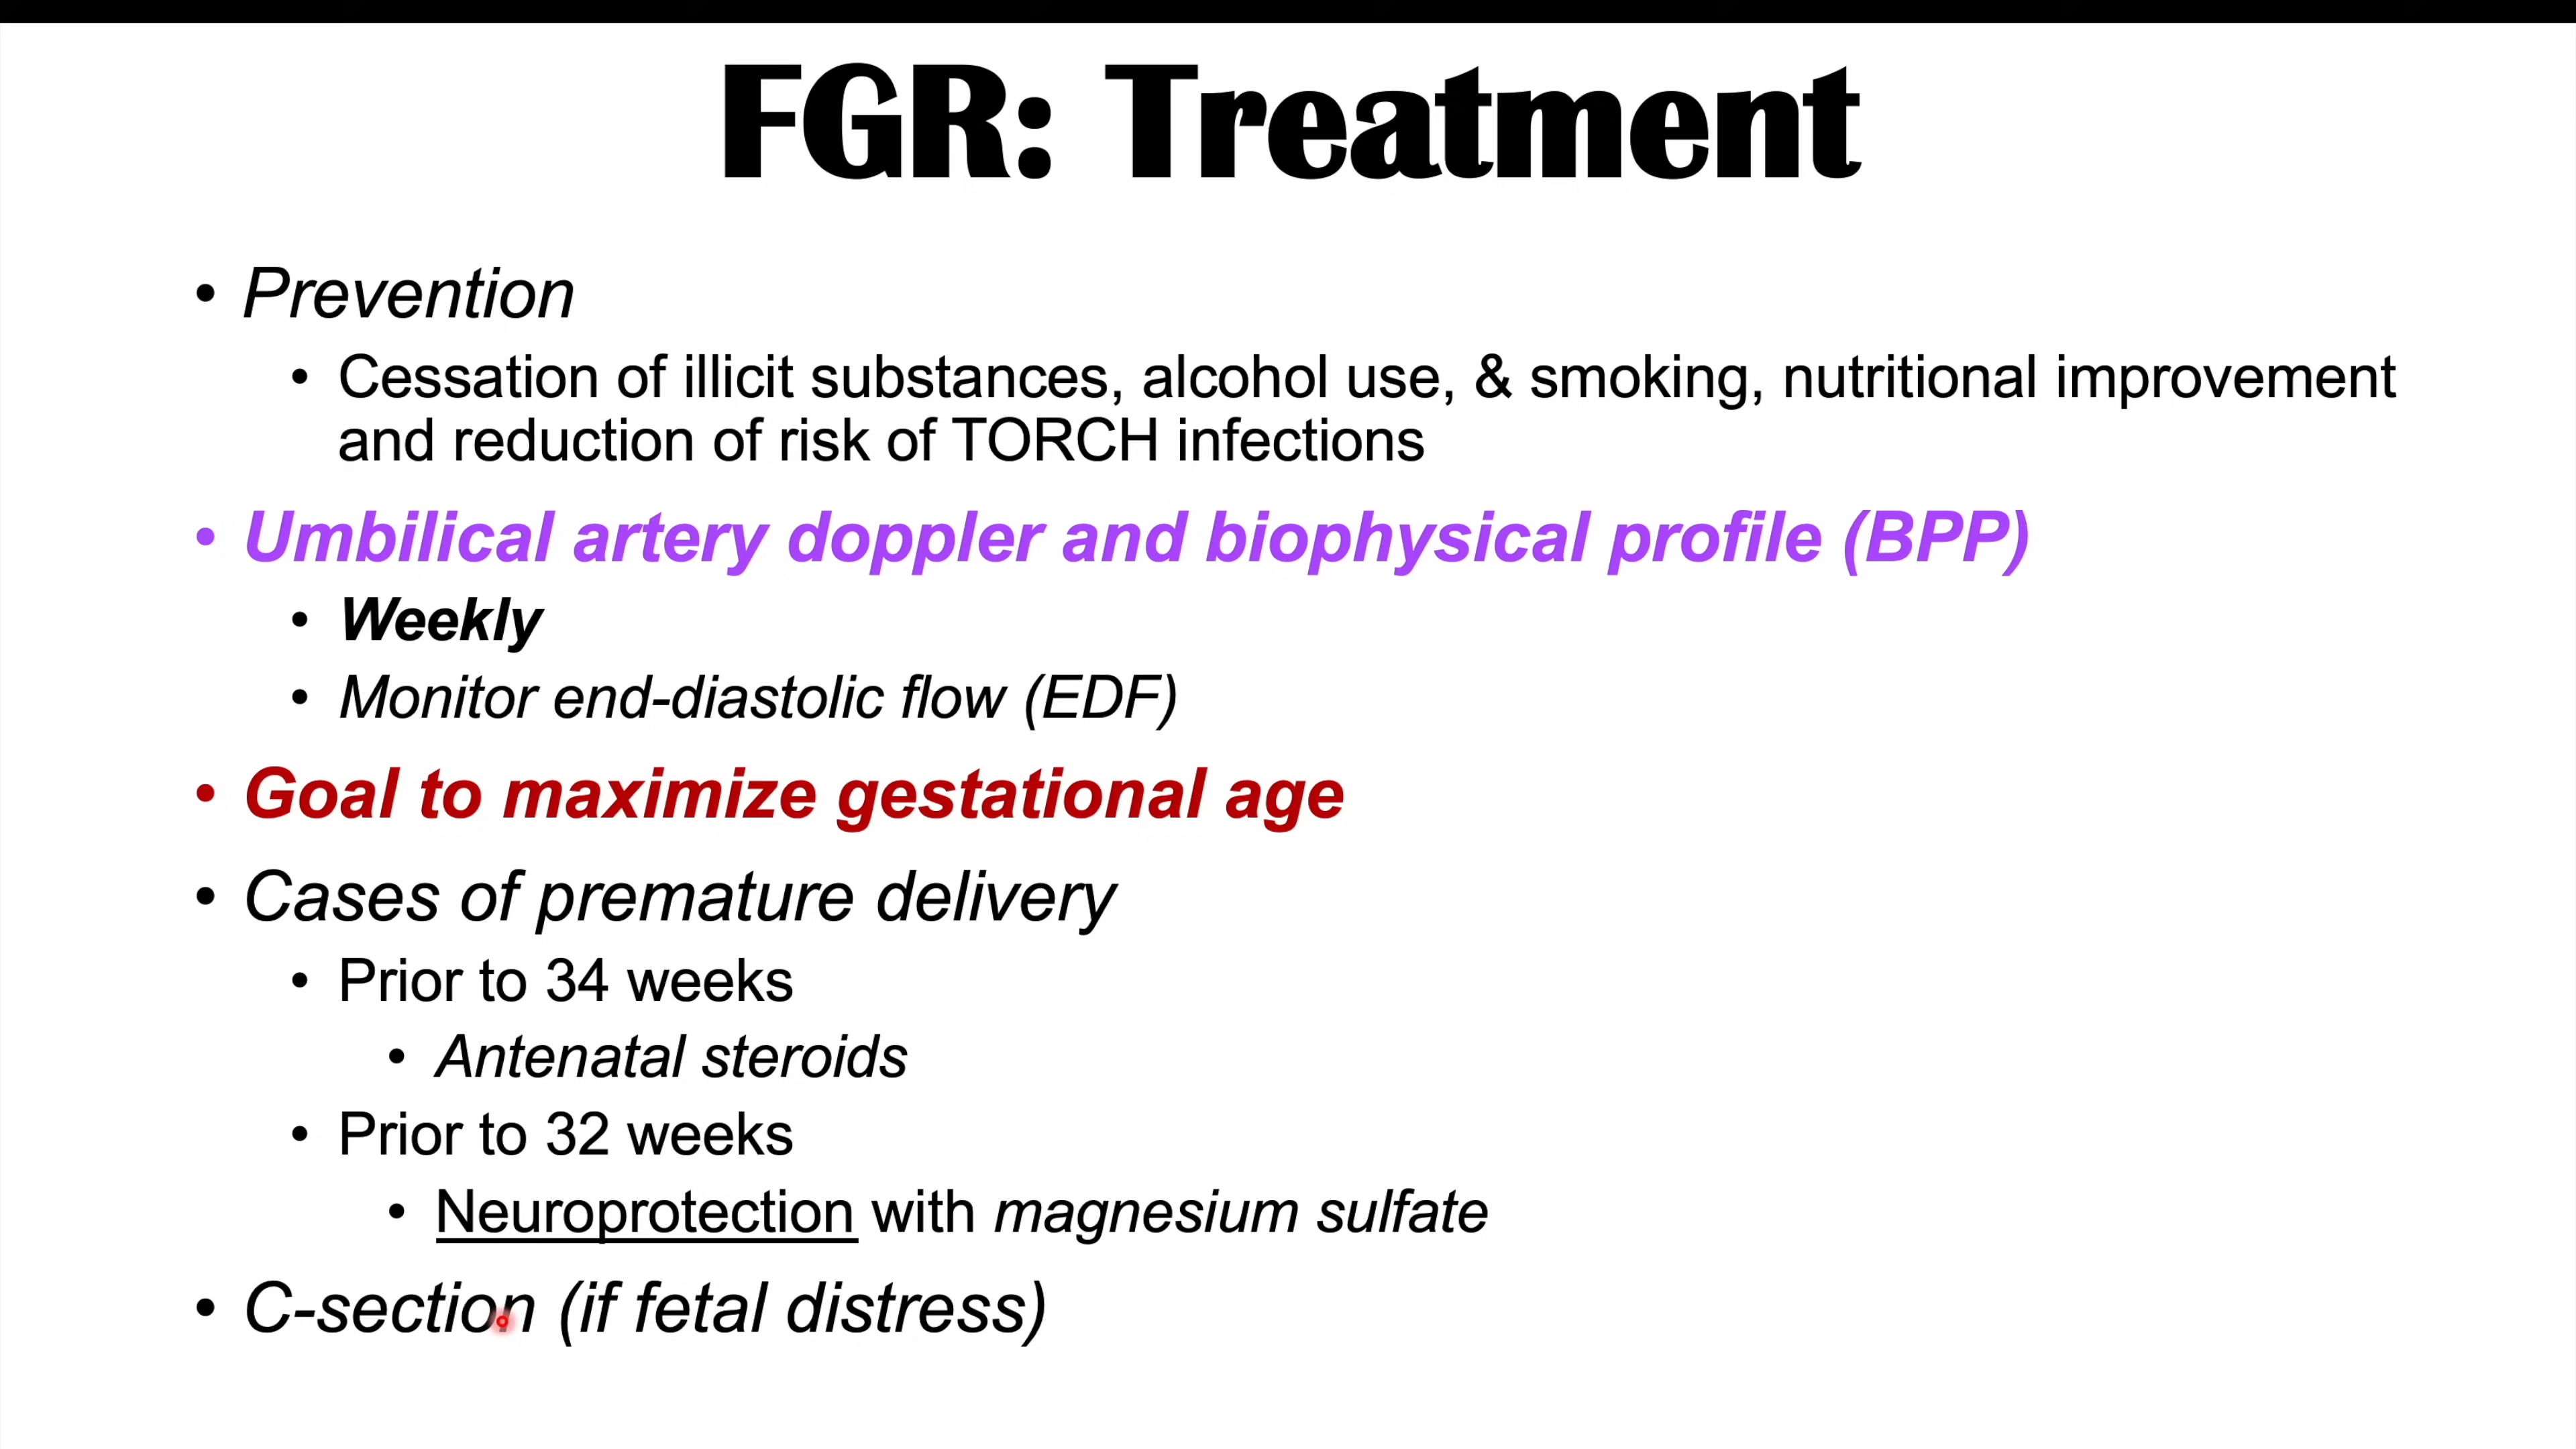 FGR: Treatment
• Prevention
• Cessation of illicit substances, alcohol use, & smoking, nutritional improvement
and reduction of risk of TORCH infections
• Umbilical artery doppler and biophysical profile (BPP)
• Weekly
• Monitor end-diastolic flow (EDF)
• Goal to maximize gestational age
• Cases of premature delivery
• Prior to 34 weeks
• Antenatal steroids
• Prior to 32 weeks
• Neuroprotection with magnesium sulfate
• C-section (if fetal distress)